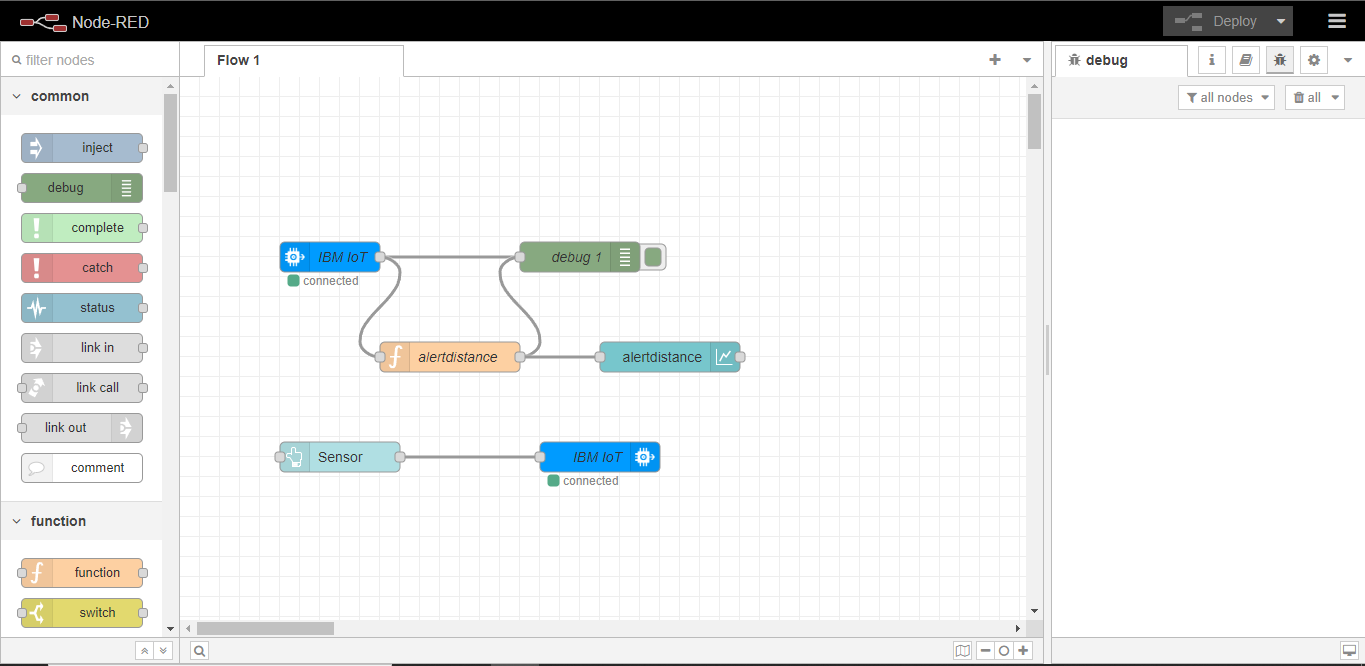 Node-RED
Deploy
filter nodes
Flow 1
debug
i
all nodes
all
common
inject
debug
complete
catch
status
link in
link call
link out
comment
function
function
switch
IBM IoT
connected
debug 1
f alertdistance
alertdistance
Sensor
IBM IoT
connected